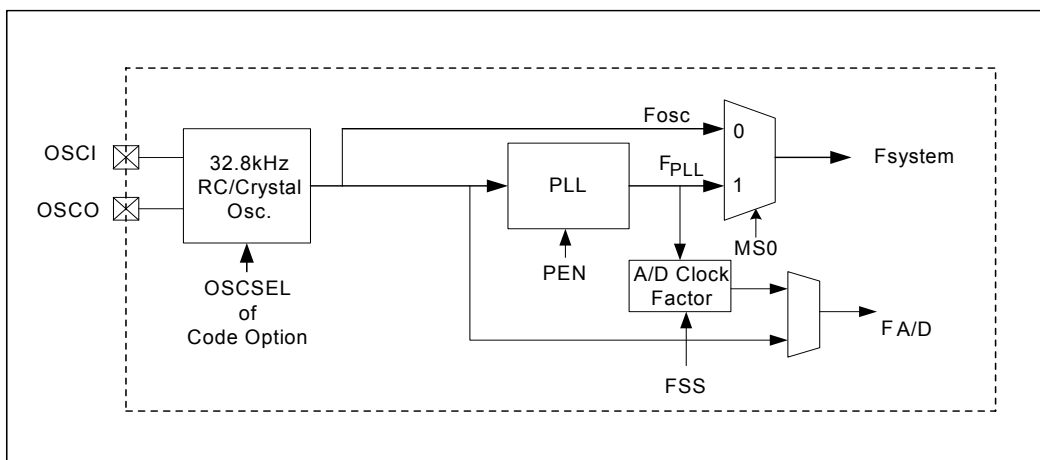 OSCI
OSCO
32.8kHz
RC/Crystal
Osc.
OSCSEL
of
Code Option
Fosc
PLL
PEN
FPLL
0
1
MS0
Fsystem
A/D Clock
Factor
FSS
F A/D